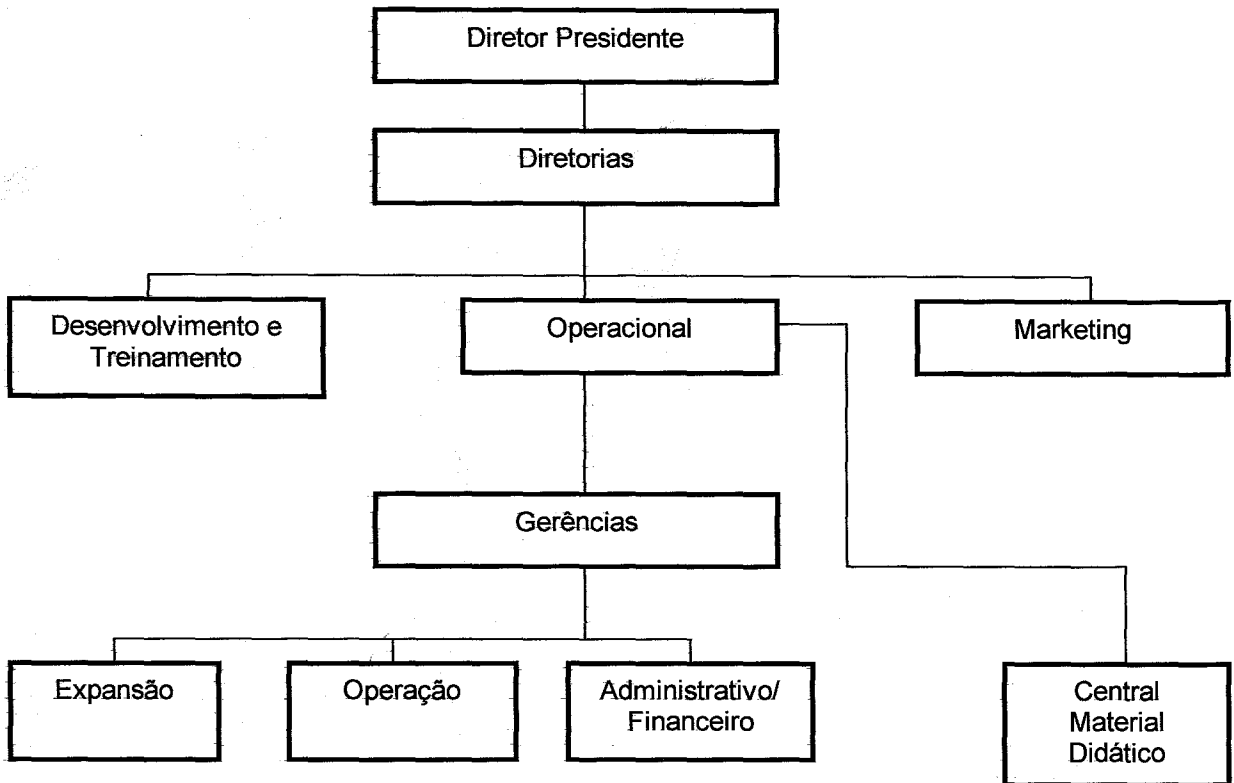 Diretor Presidente
Diretorias
Desenvolvimento e
Treinamento
Operacional
Marketing
Gerências
Expansão
Operação
Administrativo/
Financeiro
Central
Material
Didático